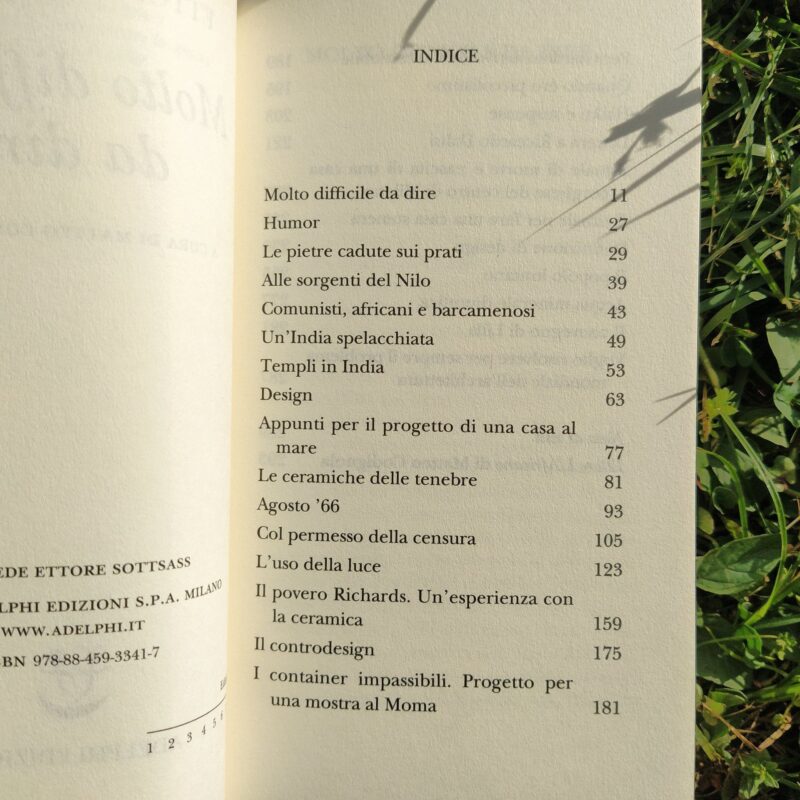 EDE ETTORE SOTTSASS
LPHI EDIZIONI S.P.A. MILANO
WWW.ADELPHI.IT
BN 978-88-459-3341-7
1 2 3 4 5 6
INDICE
Molto difficile da dire 11
Humor 27
Le pietre cadute sui prati 29
Alle sorgenti del Nilo 39
Comunisti, africani e barcamenosi 43
Un'India spelacchiata 49
Templi in India 53
Design 63
Appunti per il progetto di una casa al
mare 77
Le ceramiche delle tenebre 81
Agosto '66 93
Col permesso della censura 105
L'uso della luce 123
Il povero Richards. Un'esperienza con
la ceramica 159
Il controdesign 175
I container impassibili. Progetto per
una mostra al Moma 181